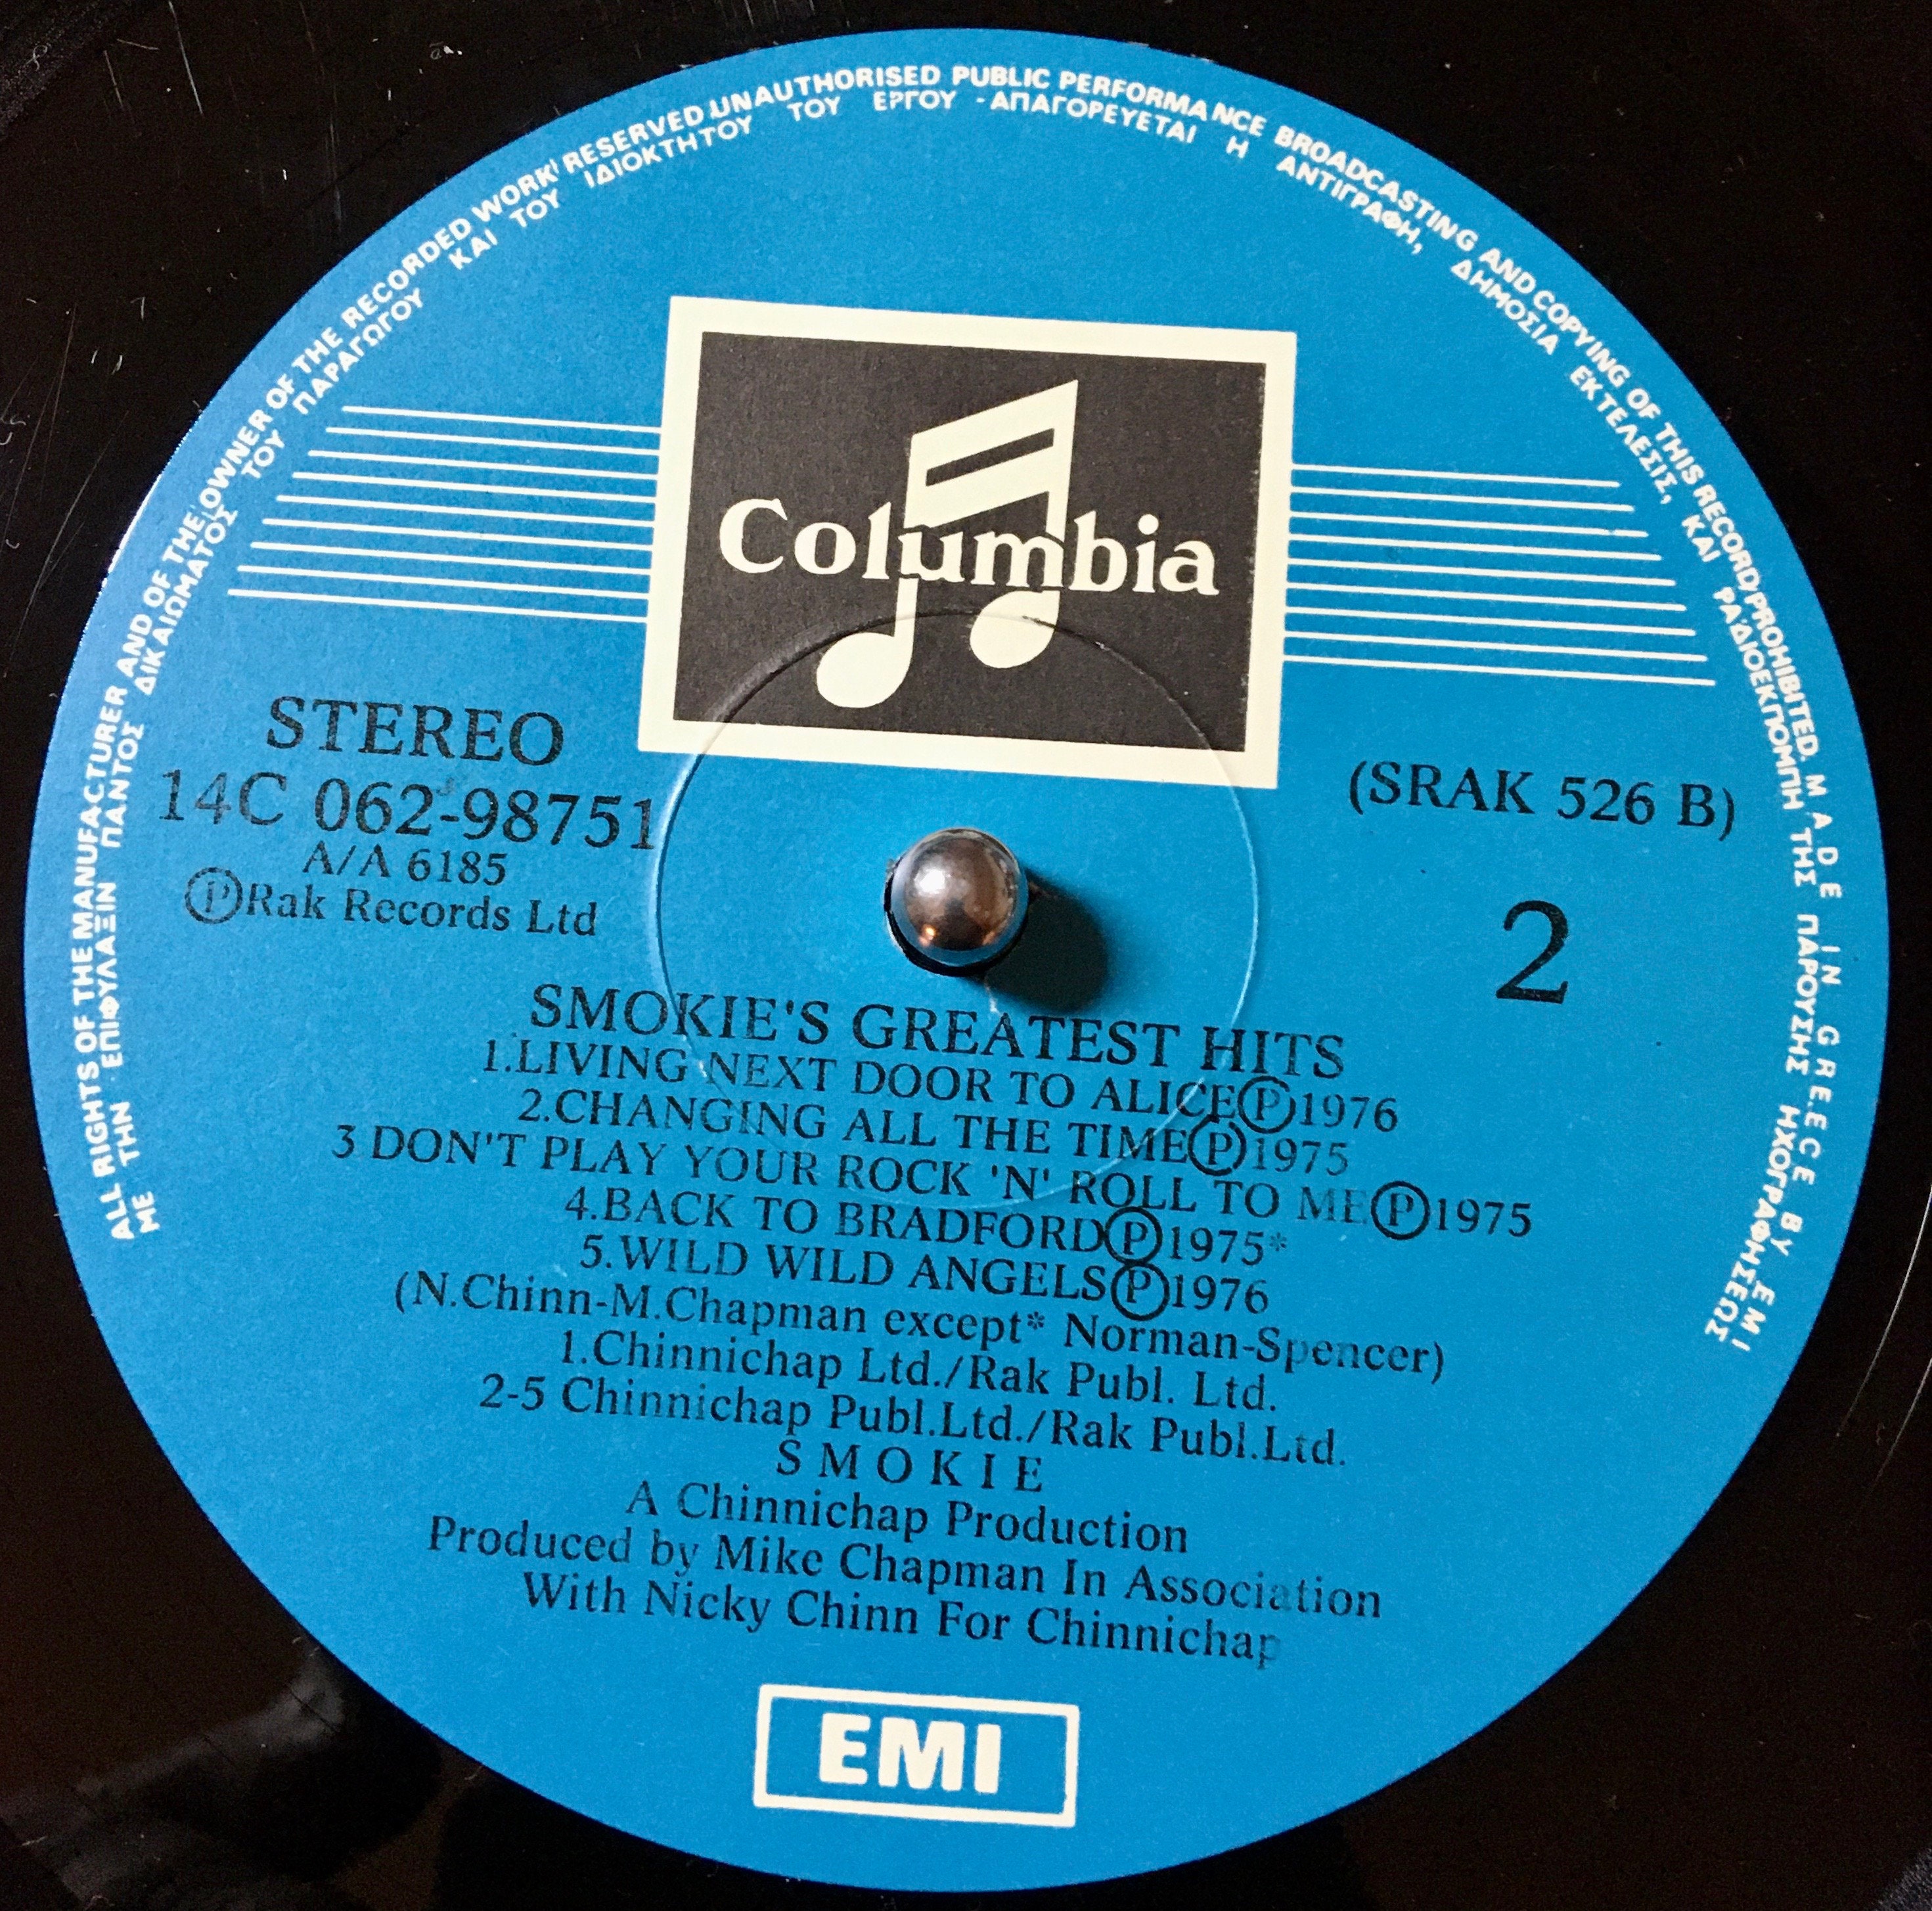 ALL RIGHTS OF THE MANUFACTURER AND OF THE OWNER OF THE RECORDED WORK RESERVED UNAUTHORISED PUBLIC PERFORMANCE BROADCASTING AND COPYING OF THIS RECORD PROHIBITED. MADE IN GREECE BY EMI
ΜΕ ΤΗΝ ΕΠΙΦΥΛΑΞΙΝ ΠΑΝΤΟΣ ΔΙΚΑΙΩΜΑΤΟΣ ΤΟΥ ΠΑΡΑΓΩΓΟΥ ΚΑΙ ΤΟΥ ΙΔΙΟΚΤΗΤΟΥ ΤΟΥ ΕΡΓΟΥ - ΑΠΑΓΟΡΕΥΕΤΑΙ Η ΑΝΤΙΓΡΑΦΗ, ΔΗΜΟΣΙΑ ΕΚΤΕΛΕΣΙΣ, ΚΑΙ ΡΑΔΙΟΕΚΠΟΜΠΗ ΤΗΣ ΠΑΡΟΥΣΗΣ ΗΧΟΓΡΑΦΗΣΕΩΣ
Columbia
STEREO
14C 062-98751
A/A 6185
ⓅRak Records Ltd
(SRAK 526 B)
2
SMOKIE'S GREATEST HITS
1.LIVING NEXT DOOR TO ALICEⓅ1976
2.CHANGING ALL THE TIMEⓅ1975
3 DON'T PLAY YOUR ROCK 'N' ROLL TO MEⓅ1975
4.BACK TO BRADFORDⓅ1975*
5.WILD WILD ANGELSⓅ1976
(N.Chinn-M.Chapman except* Norman-Spencer)
1.Chinnichap Ltd./Rak Publ. Ltd.
2-5 Chinnichap Publ.Ltd./Rak Publ.Ltd.
S M O K I E
A Chinnichap Production
Produced by Mike Chapman In Association
With Nicky Chinn For Chinnichap
EMI